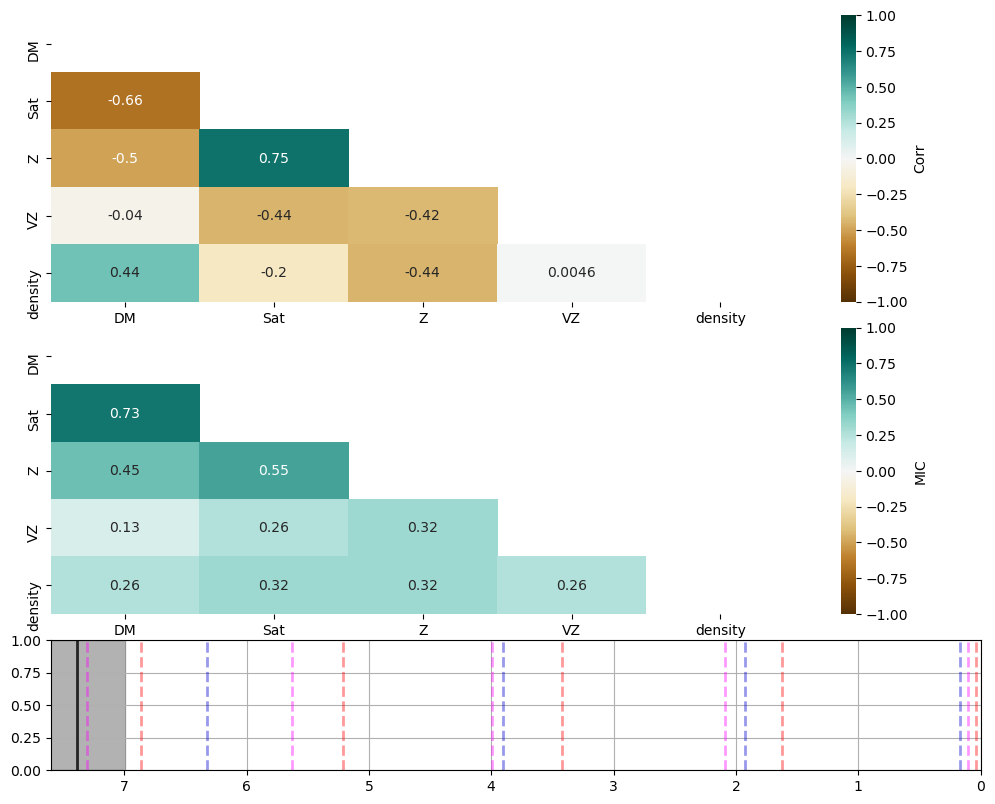 DM
Sat
Z
VZ
density
-0.66
-0.5
0.75
-0.04
-0.44
-0.42
0.44
-0.2
-0.44
0.0046
DM
Sat
Z
VZ
density
1.00
0.75
0.50
0.25
0.00
−0.25
−0.50
−0.75
−1.00
Corr
DM
Sat
Z
VZ
density
0.73
0.45
0.55
0.13
0.26
0.32
0.26
0.32
0.32
0.26
DM
Sat
Z
VZ
density
1.00
0.75
0.50
0.25
0.00
−0.25
−0.50
−0.75
−1.00
MIC
1.00
0.75
0.50
0.25
0.00
7
6
5
4
3
2
1
0